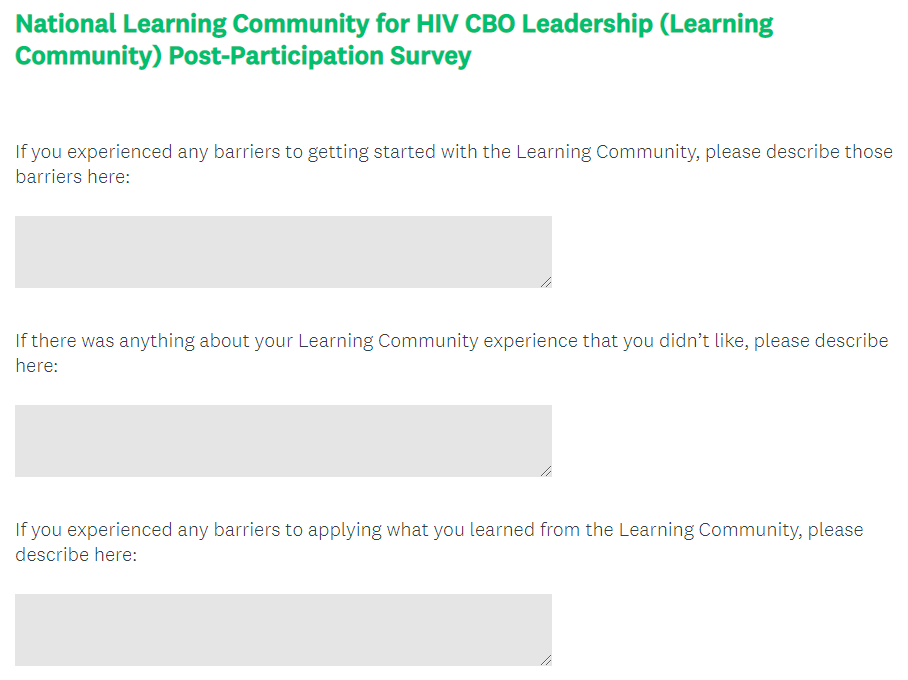 National Learning Community for HIV CBO Leadership (Learning
Community) Post-Participation Survey
If you experienced any barriers to getting started with the Learning Community, please describe those
barriers here:
If there was anything about your Learning Community experience that you didn’t like, please describe
here:
If you experienced any barriers to applying what you learned from the Learning Community, please
describe here: